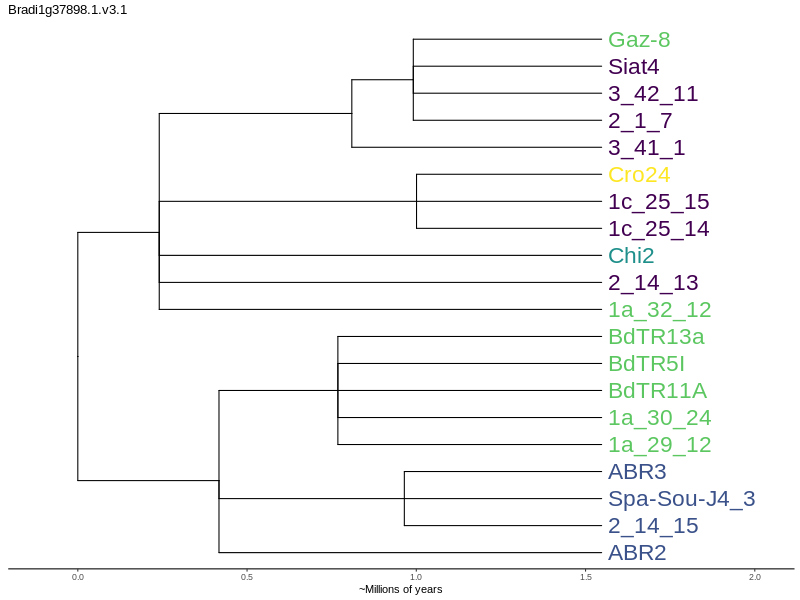 Bradi1g37898.1.v3.1
Gaz-8
Siat4
3_42_11
2_1_7
3_41_1
Cro24
1c_25_15
1c_25_14
Chi2
2_14_13
1a_32_12
BdTR13a
BdTR5I
BdTR11A
1a_30_24
1a_29_12
ABR3
Spa-Sou-J4_3
2_14_15
ABR2
0.0 0.5 1.0 1.5 2.0
~Millions of years